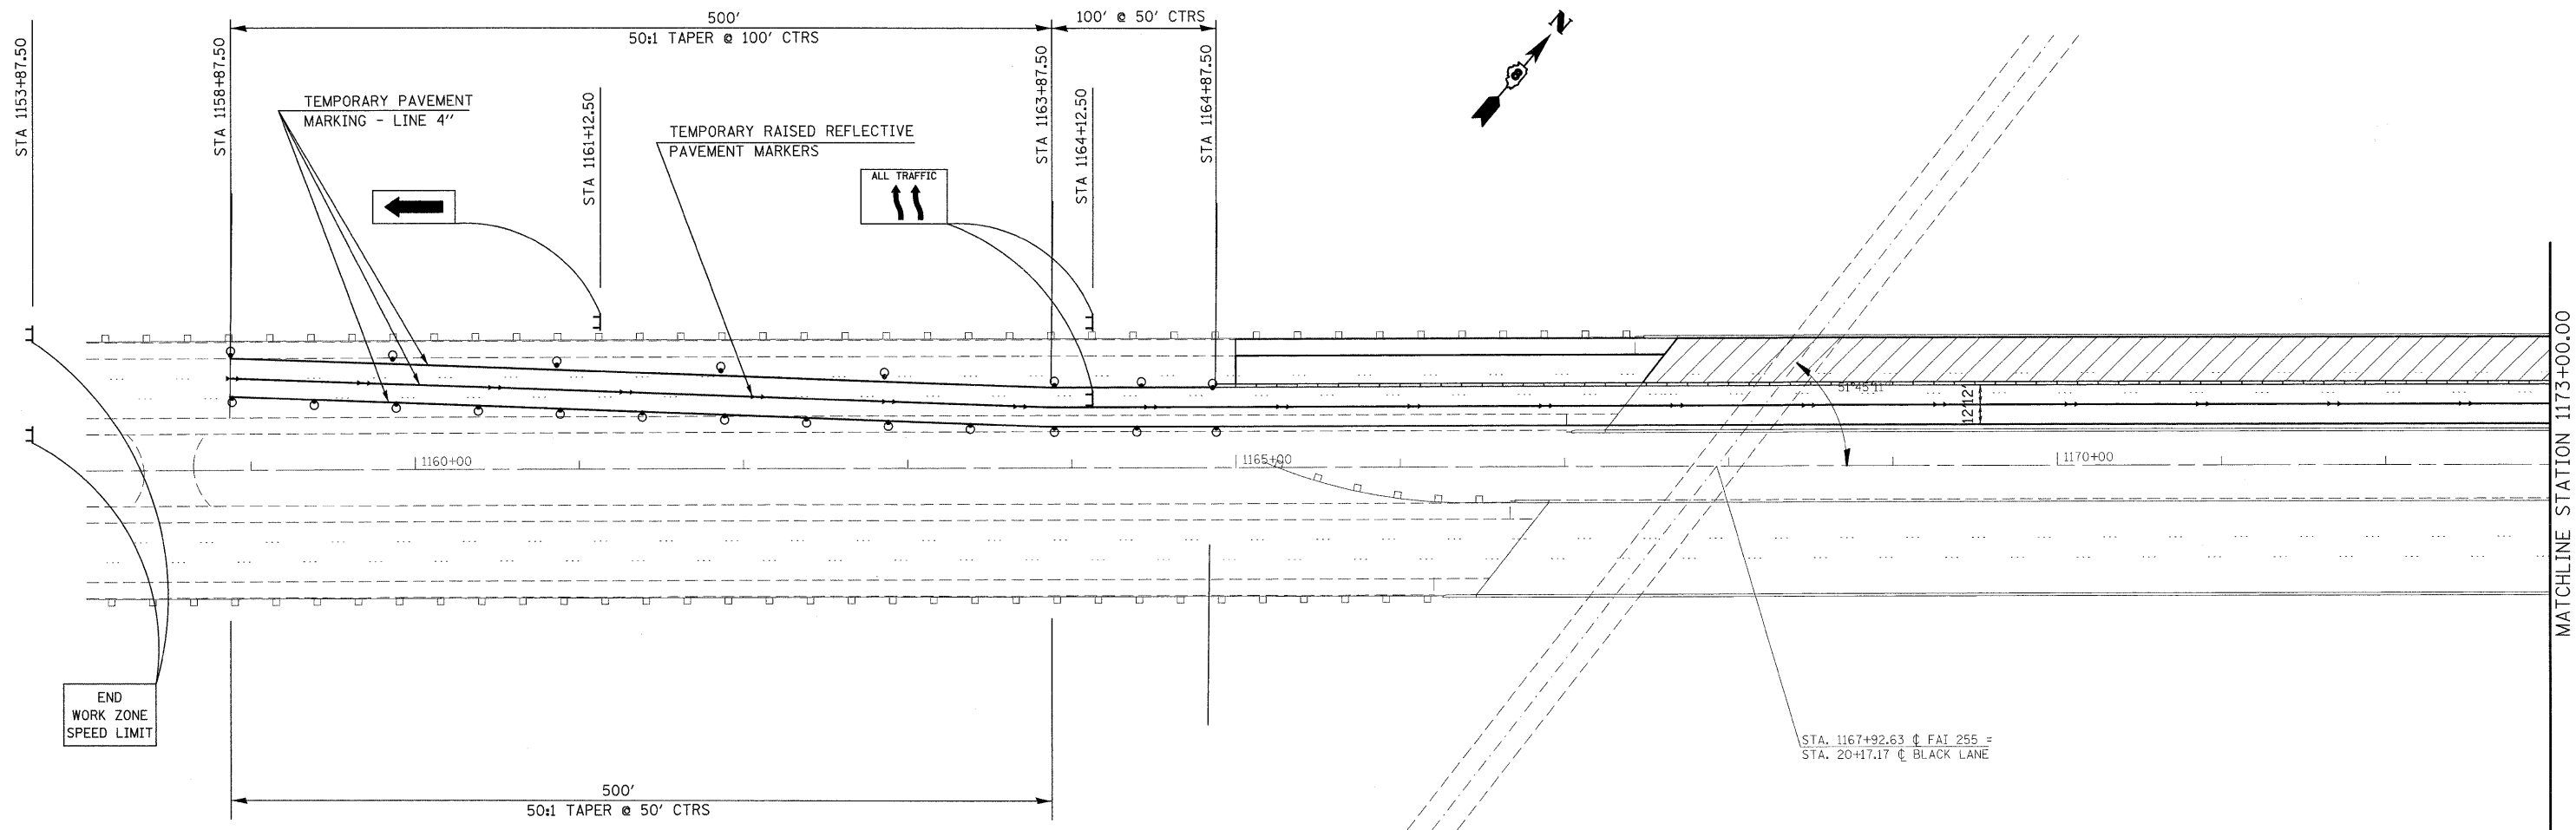 500'
50:1 TAPER @ 100' CTRS
100' @ 50' CTRS
N
STA 1153+87.50
STA 1158+87.50
STA 1161+12.50
STA 1163+87.50
STA 1164+12.50
STA 1164+87.50
TEMPORARY PAVEMENT
MARKING - LINE 4"
TEMPORARY RAISED REFLECTIVE
PAVEMENT MARKERS
ALL TRAFFIC
51°45'11"
12'
12'
1160+00
1165+00
1170+00
MATCHLINE STATION 1173+00.00
END
WORK ZONE
SPEED LIMIT
STA. 1167+92.63 ℄ FAI 255 =
STA. 20+17.17 ℄ BLACK LANE
500'
50:1 TAPER @ 50' CTRS